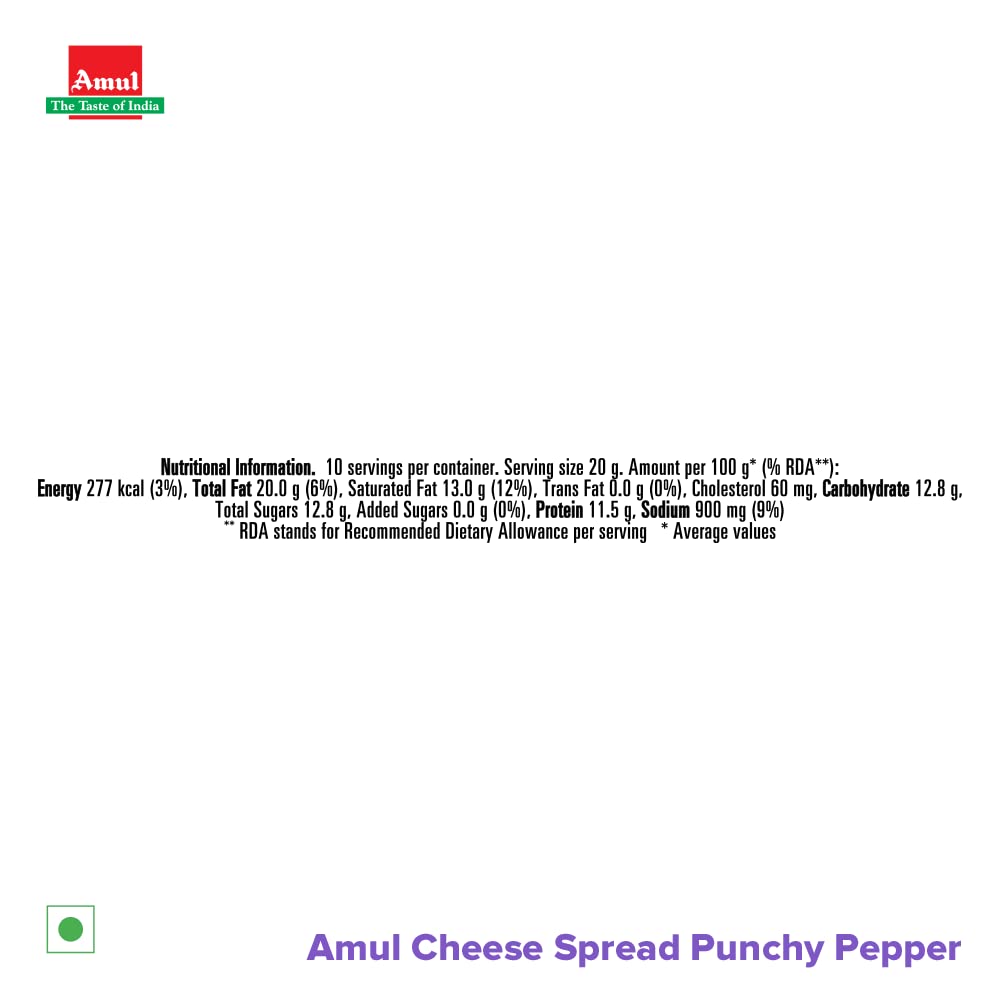 Amul
The Taste of India
Nutritional Information. 10 servings per container. Serving size 20 g. Amount per 100 g* (% RDA**):
Energy 277 kcal (3%), Total Fat 20.0 g (6%), Saturated Fat 13.0 g (12%), Trans Fat 0.0 g (0%), Cholesterol 60 mg, Carbohydrate 12.8 g,
Total Sugars 12.8 g, Added Sugars 0.0 g (0%), Protein 11.5 g, Sodium 900 mg (9%)
** RDA stands for Recommended Dietary Allowance per serving * Average values
Amul Cheese Spread Punchy Pepper